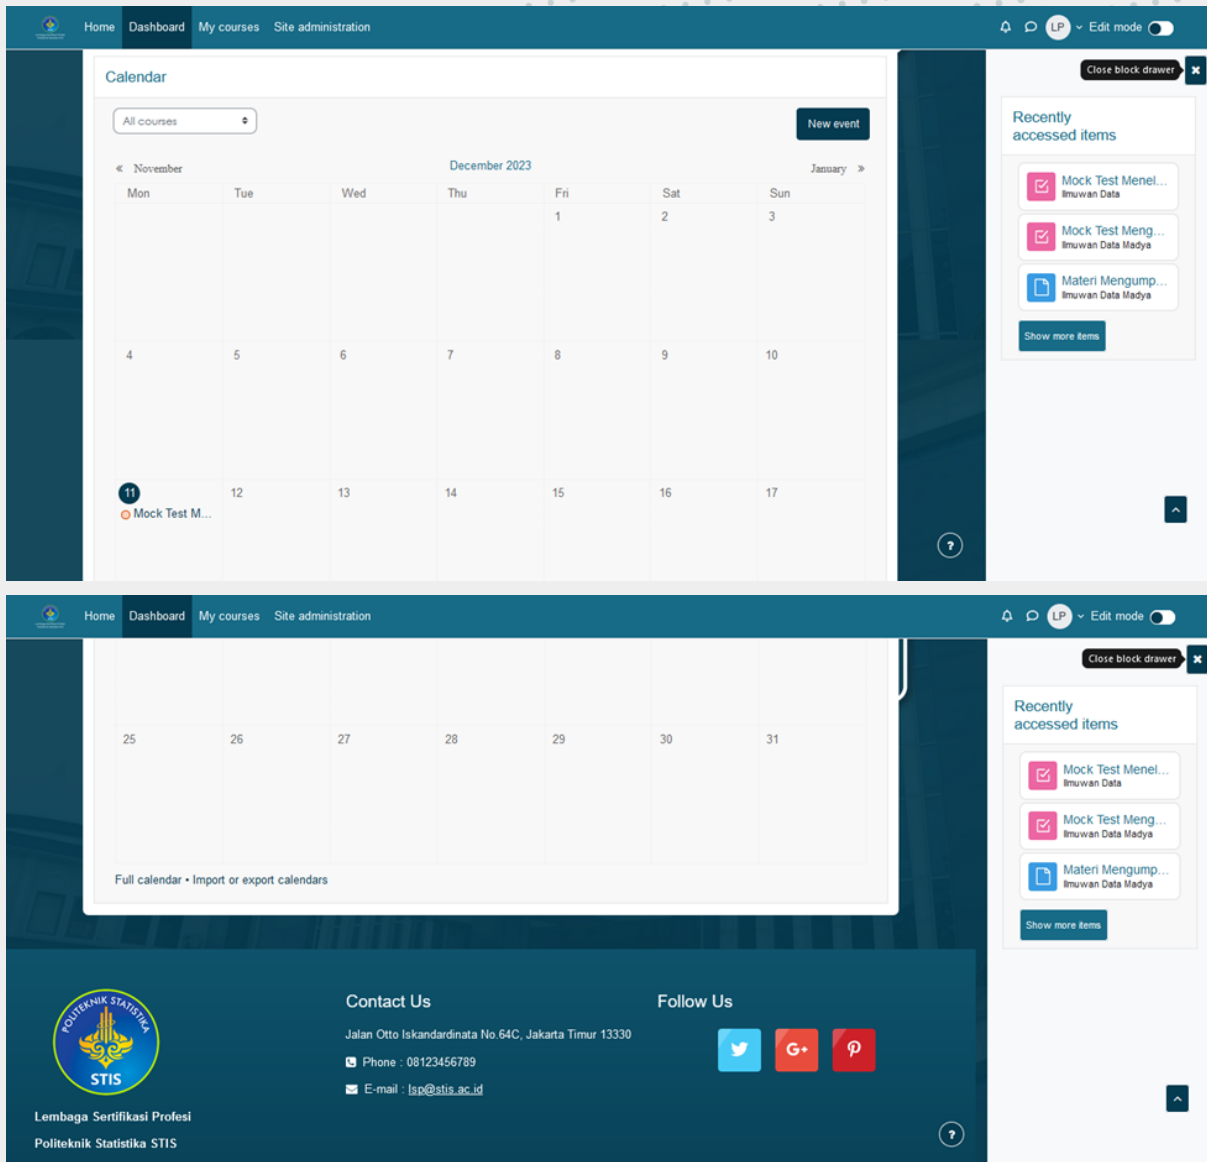 Home Dashboard My courses Site administration LP Edit mode
Close block drawer
Calendar
All courses
New event
« November December 2023 January »
Mon Tue Wed Thu Fri Sat Sun
1 2 3
4 5 6 7 8 9 10
11 12 13 14 15 16 17
Mock Test M...
Recently
accessed items
Mock Test Menel...
Ilmuwan Data
Mock Test Meng...
Ilmuwan Data Madya
Materi Mengump...
Ilmuwan Data Madya
Show more items
?
Home Dashboard My courses Site administration LP Edit mode
Close block drawer
25 26 27 28 29 30 31
Full calendar • Import or export calendars
Recently
accessed items
Mock Test Menel...
Ilmuwan Data
Mock Test Meng...
Ilmuwan Data Madya
Materi Mengump...
Ilmuwan Data Madya
Show more items
POLITEKNIK STATISTIKA
STIS
Lembaga Sertifikasi Profesi
Politeknik Statistika STIS
Contact Us
Jalan Otto Iskandardinata No.64C, Jakarta Timur 13330
Phone : 08123456789
E-mail : lsp@stis.ac.id
Follow Us
G+
?